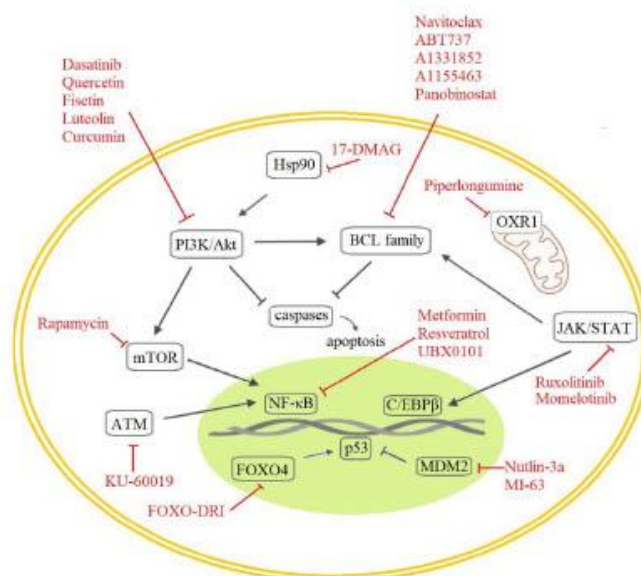 Navitoclax
ABT737
A1331852
A1155463
Panobinostat
Dasatinib
Quercetin
Fisetin
Luteolin
Curcumin
17-DMAG
Hsp90
Piperlongumine
OXR1
PI3K/Akt
BCL family
caspases
apoptosis
Rapamycin
mTOR
Metformin
Resveratrol
UBX0101
JAK/STAT
Ruxolitinib
Momelotinib
NF-κB
C/EBPβ
ATM
p53
KU-60019
FOXO4
MDM2
Nutlin-3a
MI-63
FOXO-DRI